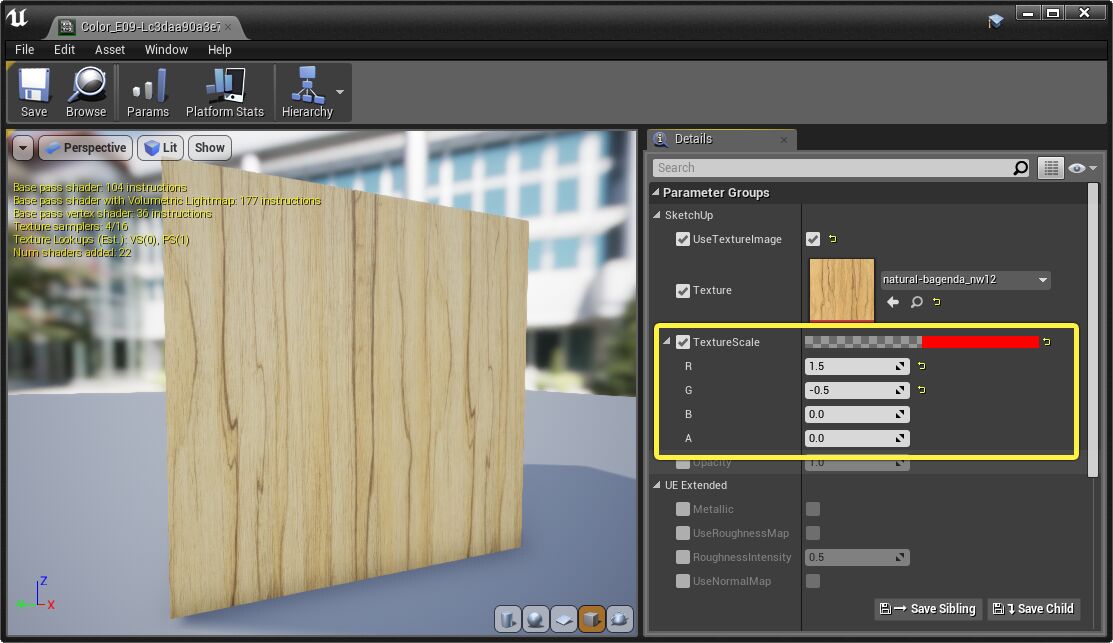 Color_E09-Lc3daa90a3e7
File Edit Asset Window Help
Save Browse Params Platform Stats Hierarchy
Perspective Lit Show
Base pass shader: 104 instructions
Base pass shader with Volumetric Lightmap: 177 instructions
Base pass vertex shader: 36 instructions
Texture samplers: 4/16
Texture Lookups (Est.): VS(0), PS(1)
Num shaders added: 22
Z
X
Details
Search
Parameter Groups
SketchUp
UseTextureImage
Texture natural-bagenda_nw12
TextureScale
R 1.5
G -0.5
B 0.0
A 0.0
Opacity 1.0
UE Extended
Metallic
UseRoughnessMap
RoughnessIntensity 0.5
UseNormalMap
Save Sibling Save Child